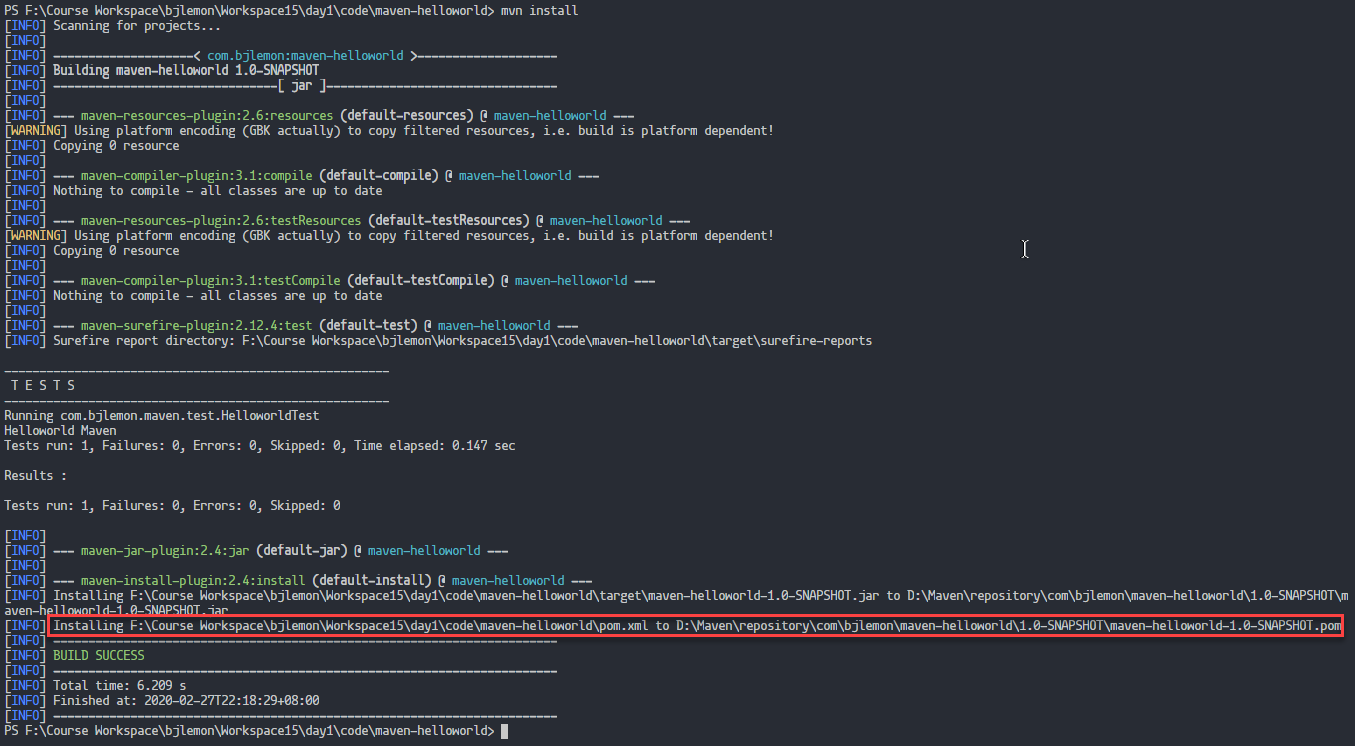 PS F:\Course Workspace\bjlemon\Workspace15\day1\code\maven-helloworld> mvn install
[INFO] Scanning for projects...
[INFO]
[INFO] --------------------< com.bjlemon:maven-helloworld >--------------------
[INFO] Building maven-helloworld 1.0-SNAPSHOT
[INFO] --------------------------------[ jar ]---------------------------------
[INFO]
[INFO] --- maven-resources-plugin:2.6:resources (default-resources) @ maven-helloworld ---
[WARNING] Using platform encoding (GBK actually) to copy filtered resources, i.e. build is platform dependent!
[INFO] Copying 0 resource
[INFO]
[INFO] --- maven-compiler-plugin:3.1:compile (default-compile) @ maven-helloworld ---
[INFO] Nothing to compile - all classes are up to date
[INFO]
[INFO] --- maven-resources-plugin:2.6:testResources (default-testResources) @ maven-helloworld ---
[WARNING] Using platform encoding (GBK actually) to copy filtered resources, i.e. build is platform dependent!
[INFO] Copying 0 resource
[INFO]
[INFO] --- maven-compiler-plugin:3.1:testCompile (default-testCompile) @ maven-helloworld ---
[INFO] Nothing to compile - all classes are up to date
[INFO]
[INFO] --- maven-surefire-plugin:2.12.4:test (default-test) @ maven-helloworld ---
[INFO] Surefire report directory: F:\Course Workspace\bjlemon\Workspace15\day1\code\maven-helloworld\target\surefire-reports
-------------------------------------------------------
T E S T S
-------------------------------------------------------
Running com.bjlemon.maven.test.HelloworldTest
Helloworld Maven
Tests run: 1, Failures: 0, Errors: 0, Skipped: 0, Time elapsed: 0.147 sec
Results :
Tests run: 1, Failures: 0, Errors: 0, Skipped: 0
[INFO]
[INFO] --- maven-jar-plugin:2.4:jar (default-jar) @ maven-helloworld ---
[INFO]
[INFO] --- maven-install-plugin:2.4:install (default-install) @ maven-helloworld ---
[INFO] Installing F:\Course Workspace\bjlemon\Workspace15\day1\code\maven-helloworld\target\maven-helloworld-1.0-SNAPSHOT.jar to D:\Maven\repository\com\bjlemon\maven-helloworld\1.0-SNAPSHOT\m
aven-helloworld-1.0-SNAPSHOT.jar
[INFO] Installing F:\Course Workspace\bjlemon\Workspace15\day1\code\maven-helloworld\pom.xml to D:\Maven\repository\com\bjlemon\maven-helloworld\1.0-SNAPSHOT\maven-helloworld-1.0-SNAPSHOT.pom
[INFO] ------------------------------------------------------------------------
[INFO] BUILD SUCCESS
[INFO] ------------------------------------------------------------------------
[INFO] Total time: 6.209 s
[INFO] Finished at: 2020-02-27T22:18:29+08:00
[INFO] ------------------------------------------------------------------------
PS F:\Course Workspace\bjlemon\Workspace15\day1\code\maven-helloworld>